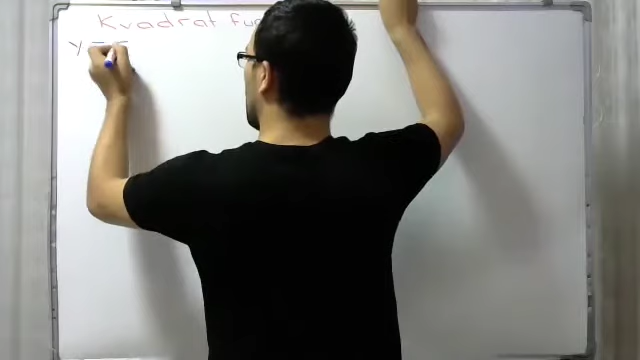 Kvadrat fu
y =